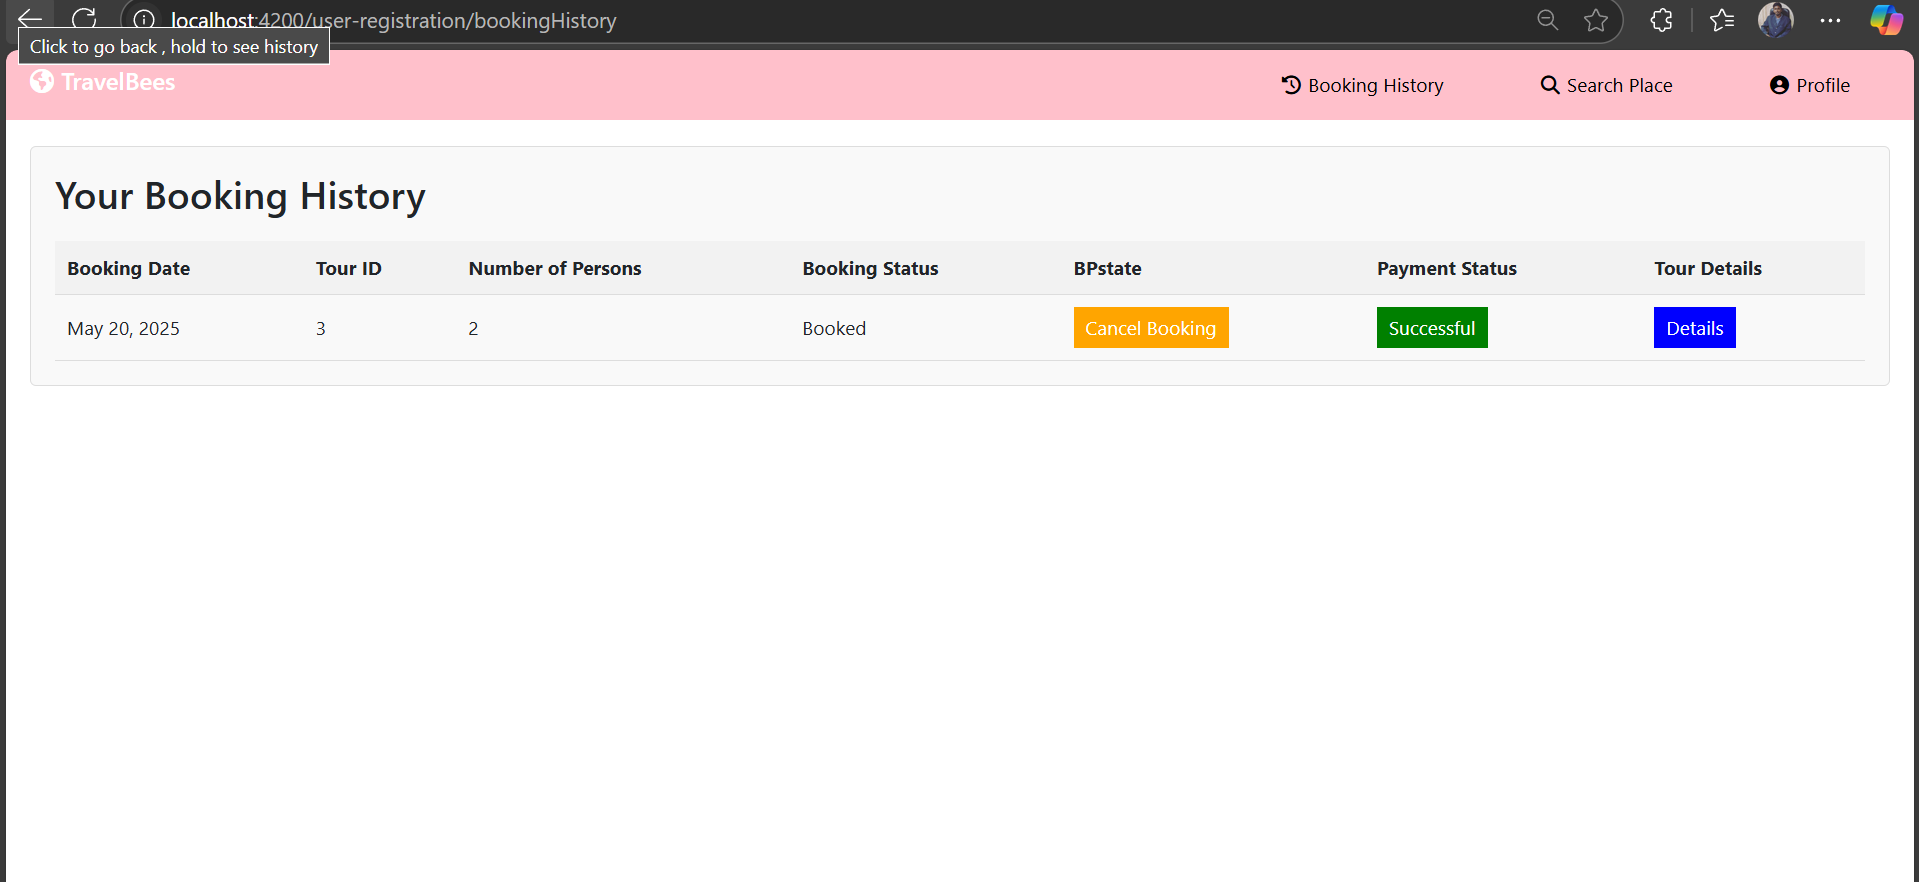 localhost:4200/user-registration/bookingHistory
Click to go back , hold to see history
TravelBees
Booking History
Search Place
Profile
Your Booking History
Booking Date Tour ID Number of Persons Booking Status BPstate Payment Status Tour Details
May 20, 2025 3 2 Booked Cancel Booking Successful Details